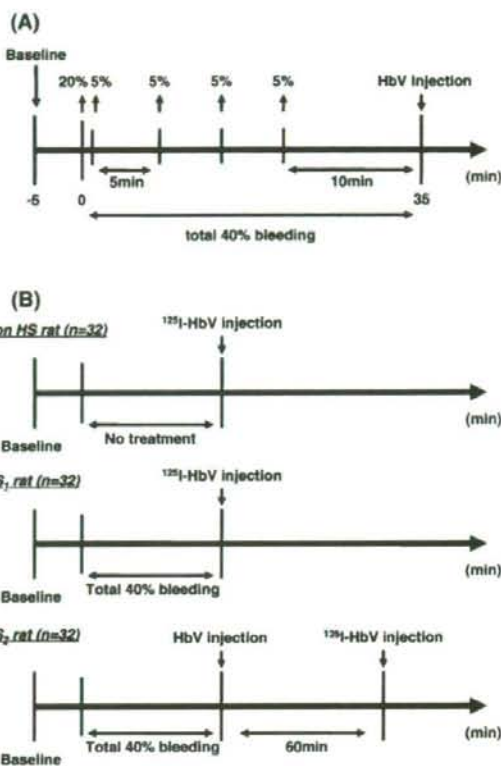 (A)
Baseline
20% 5% 5% 5% 5% HbV Injection
5min 10min (min)
-5 0 35
total 40% bleeding
(B)
on HS rat (n=32)
¹²⁵I-HbV injection
No treatment
Baseline (min)
S₁ rat (n=32)
¹²⁵I-HbV injection
Total 40% bleeding (min)
Baseline
S₂ rat (n=32)
HbV injection ¹²⁵I-HbV injection
Total 40% bleeding 60min (min)
Baseline